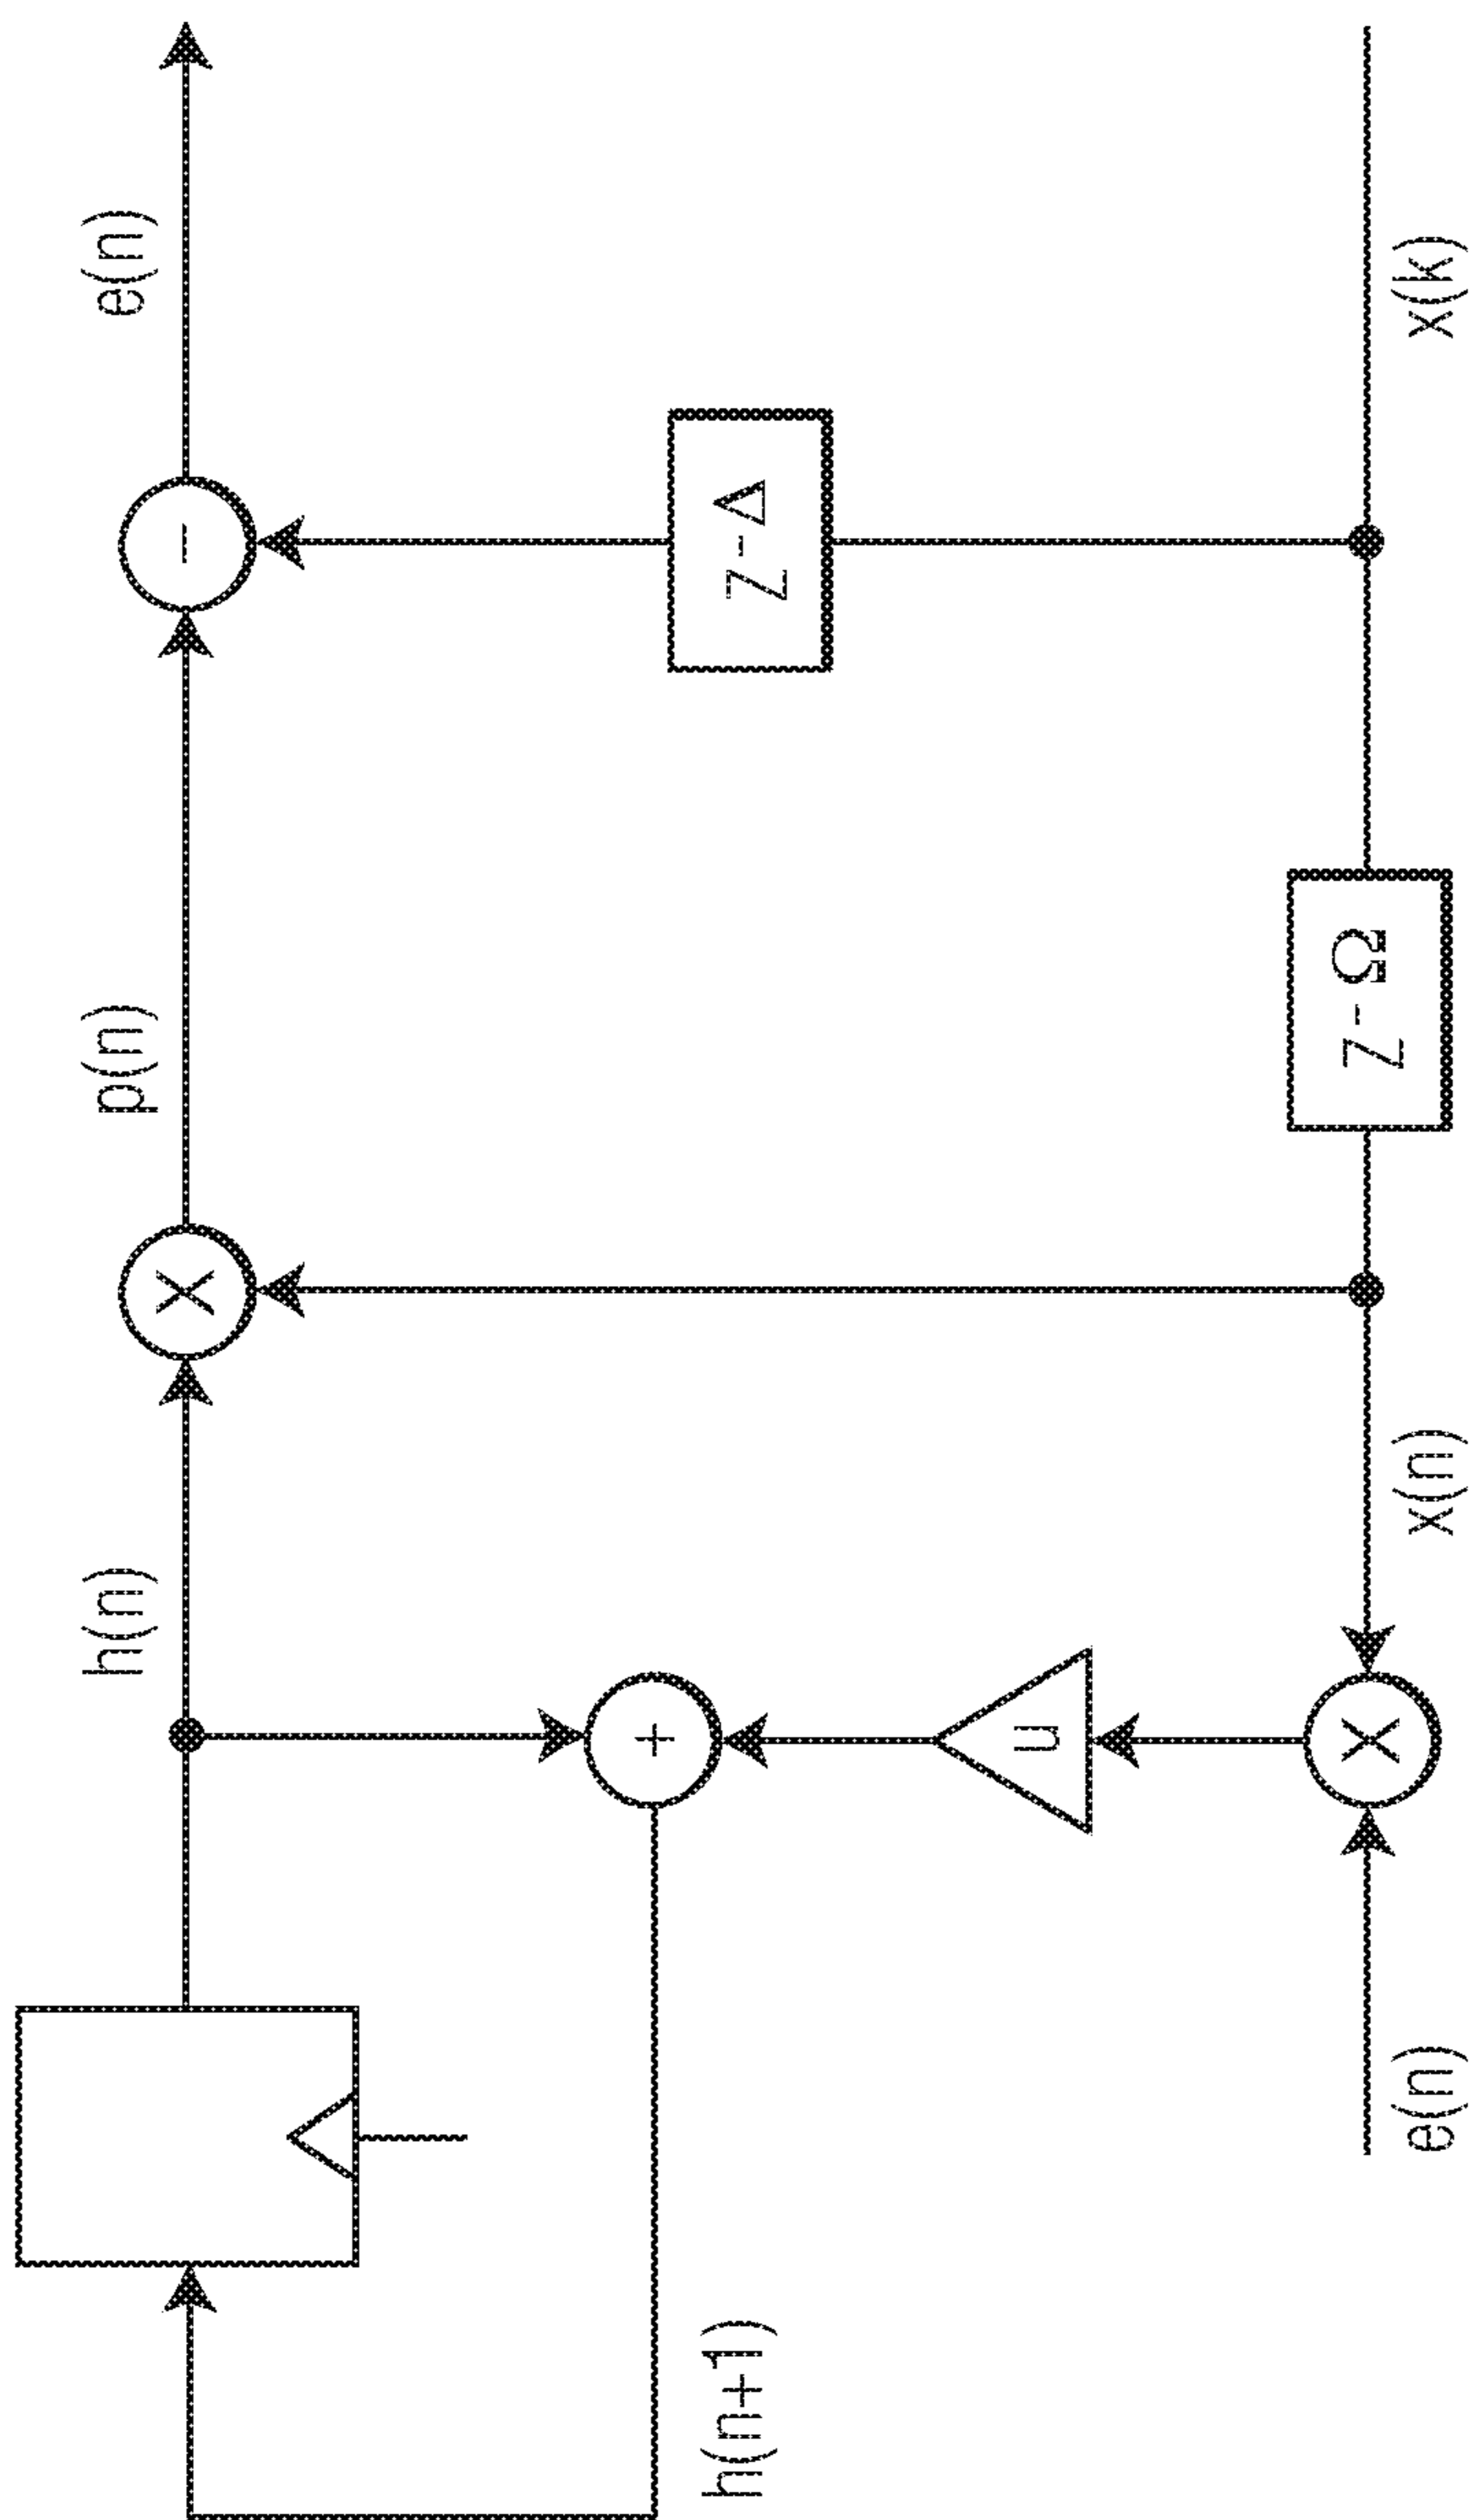 h(n)
p(n)
e(n)
X
−
h(n+1)
+
Z-Δ
u
X
Z-Ω
e(n)
x(n)
x(k)